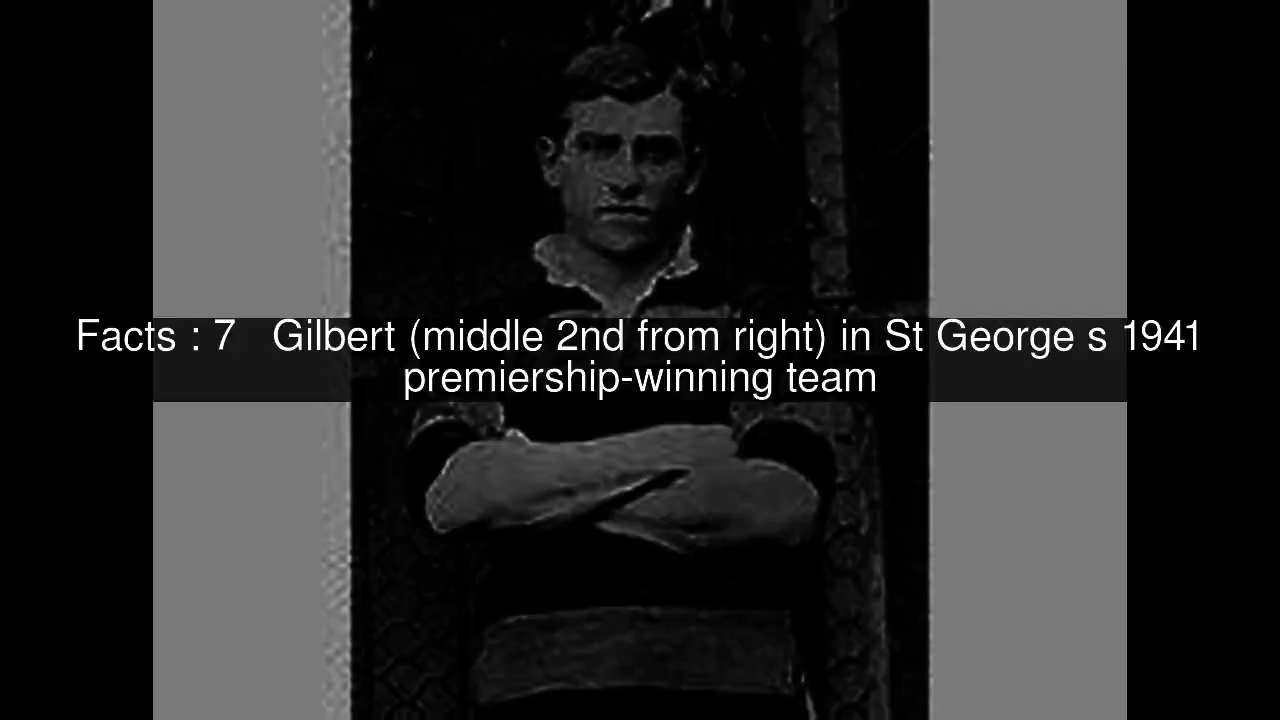 Facts : 7   Gilbert (middle 2nd from right) in St George s 1941
premiership-winning team